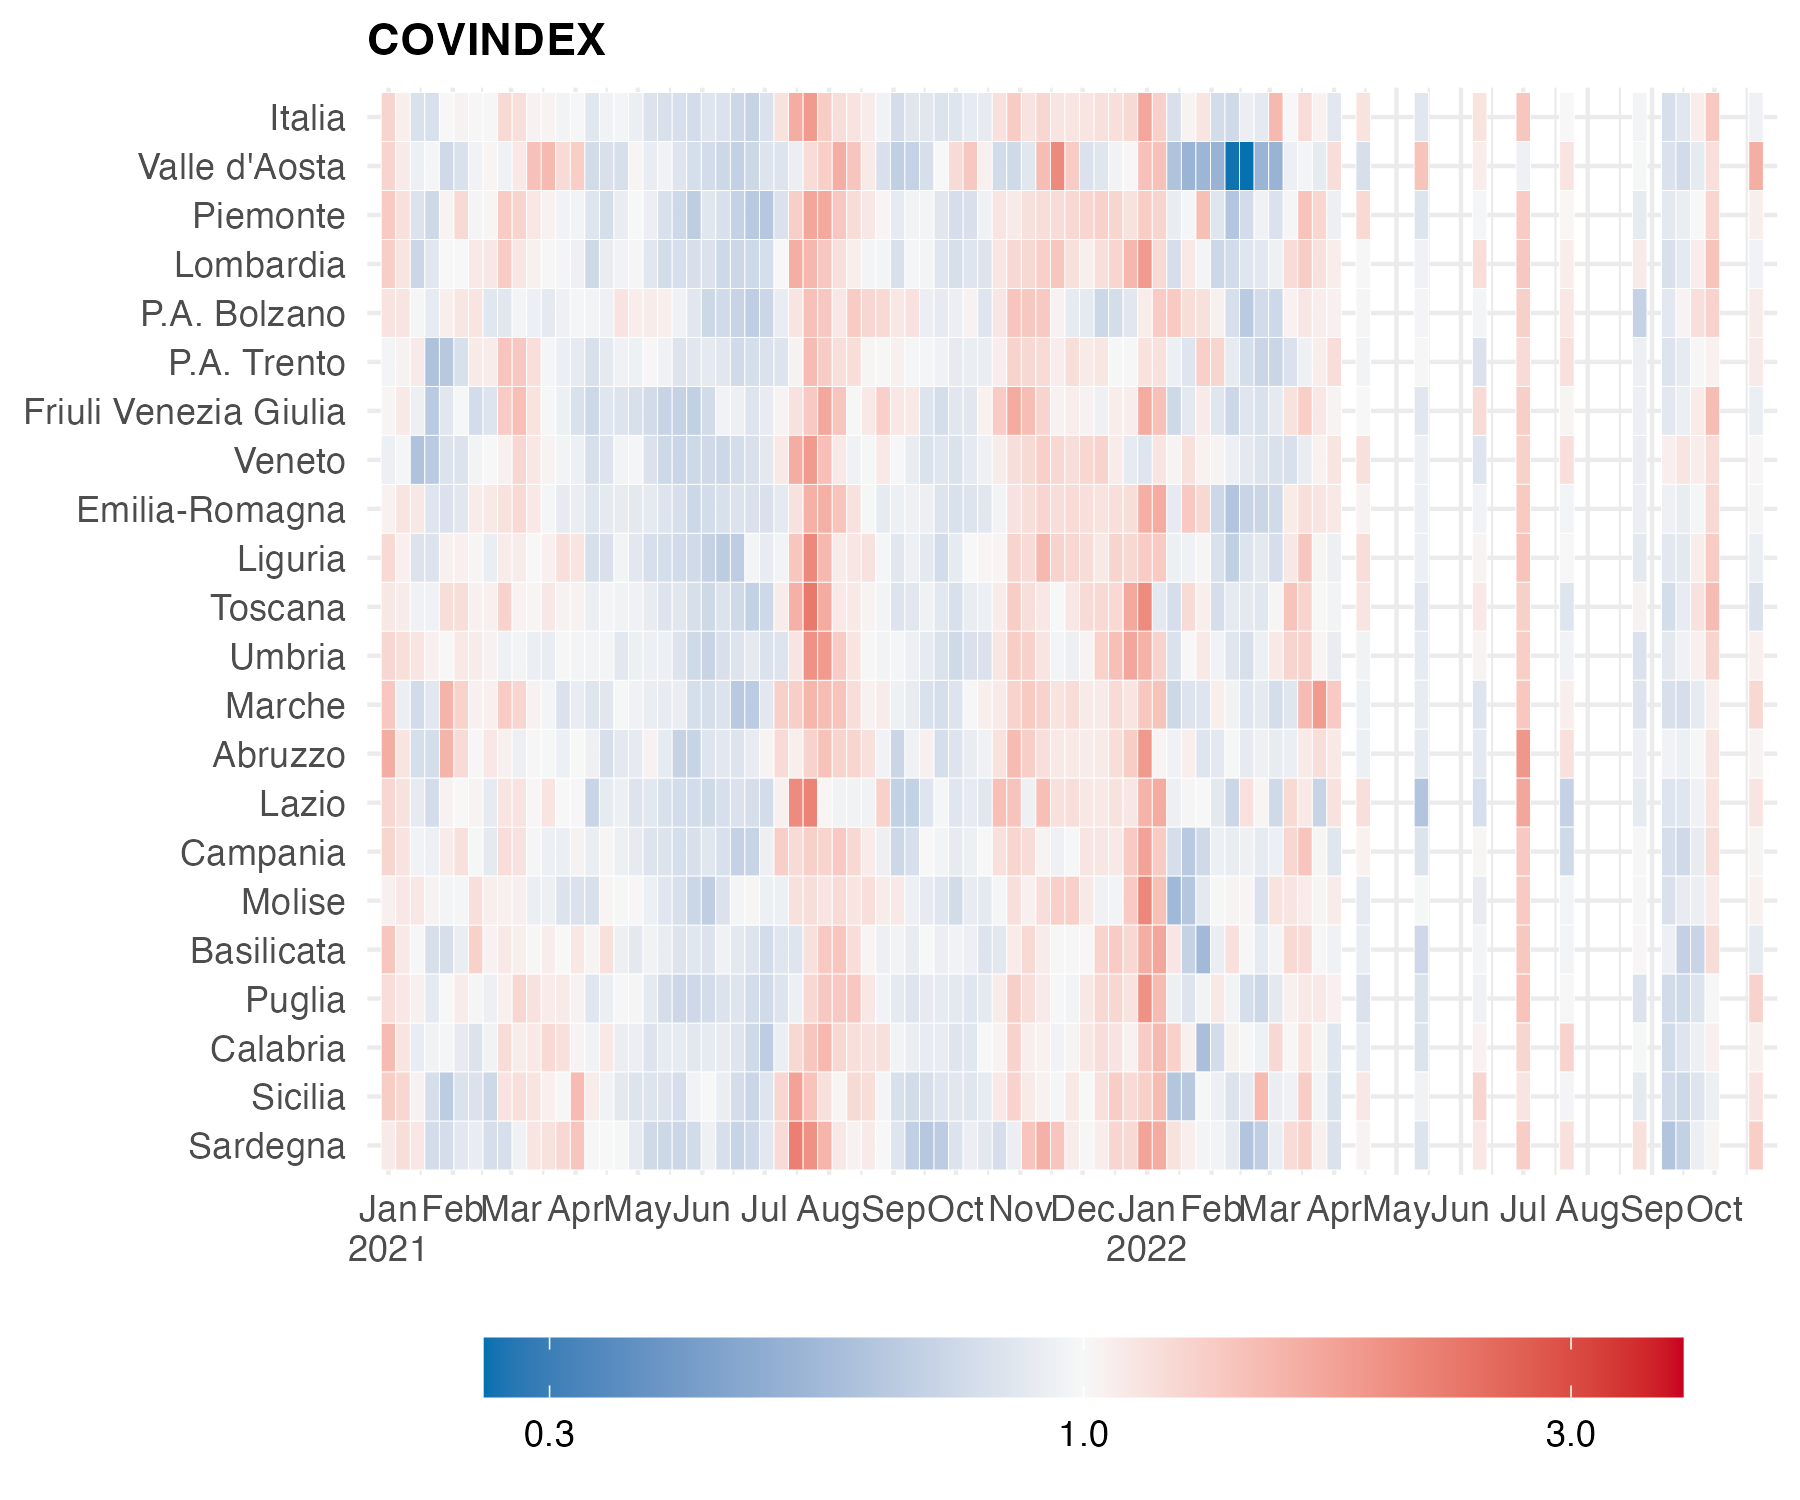 COVINDEX
Italia
Valle d'Aosta
Piemonte
Lombardia
P.A. Bolzano
P.A. Trento
Friuli Venezia Giulia
Veneto
Emilia-Romagna
Liguria
Toscana
Umbria
Marche
Abruzzo
Lazio
Campania
Molise
Basilicata
Puglia
Calabria
Sicilia
Sardegna
Jan Feb Mar Apr May Jun Jul Aug Sep Oct Nov Dec Jan Feb Mar Apr May Jun Jul Aug Sep Oct
2021 2022
0.3 1.0 3.0